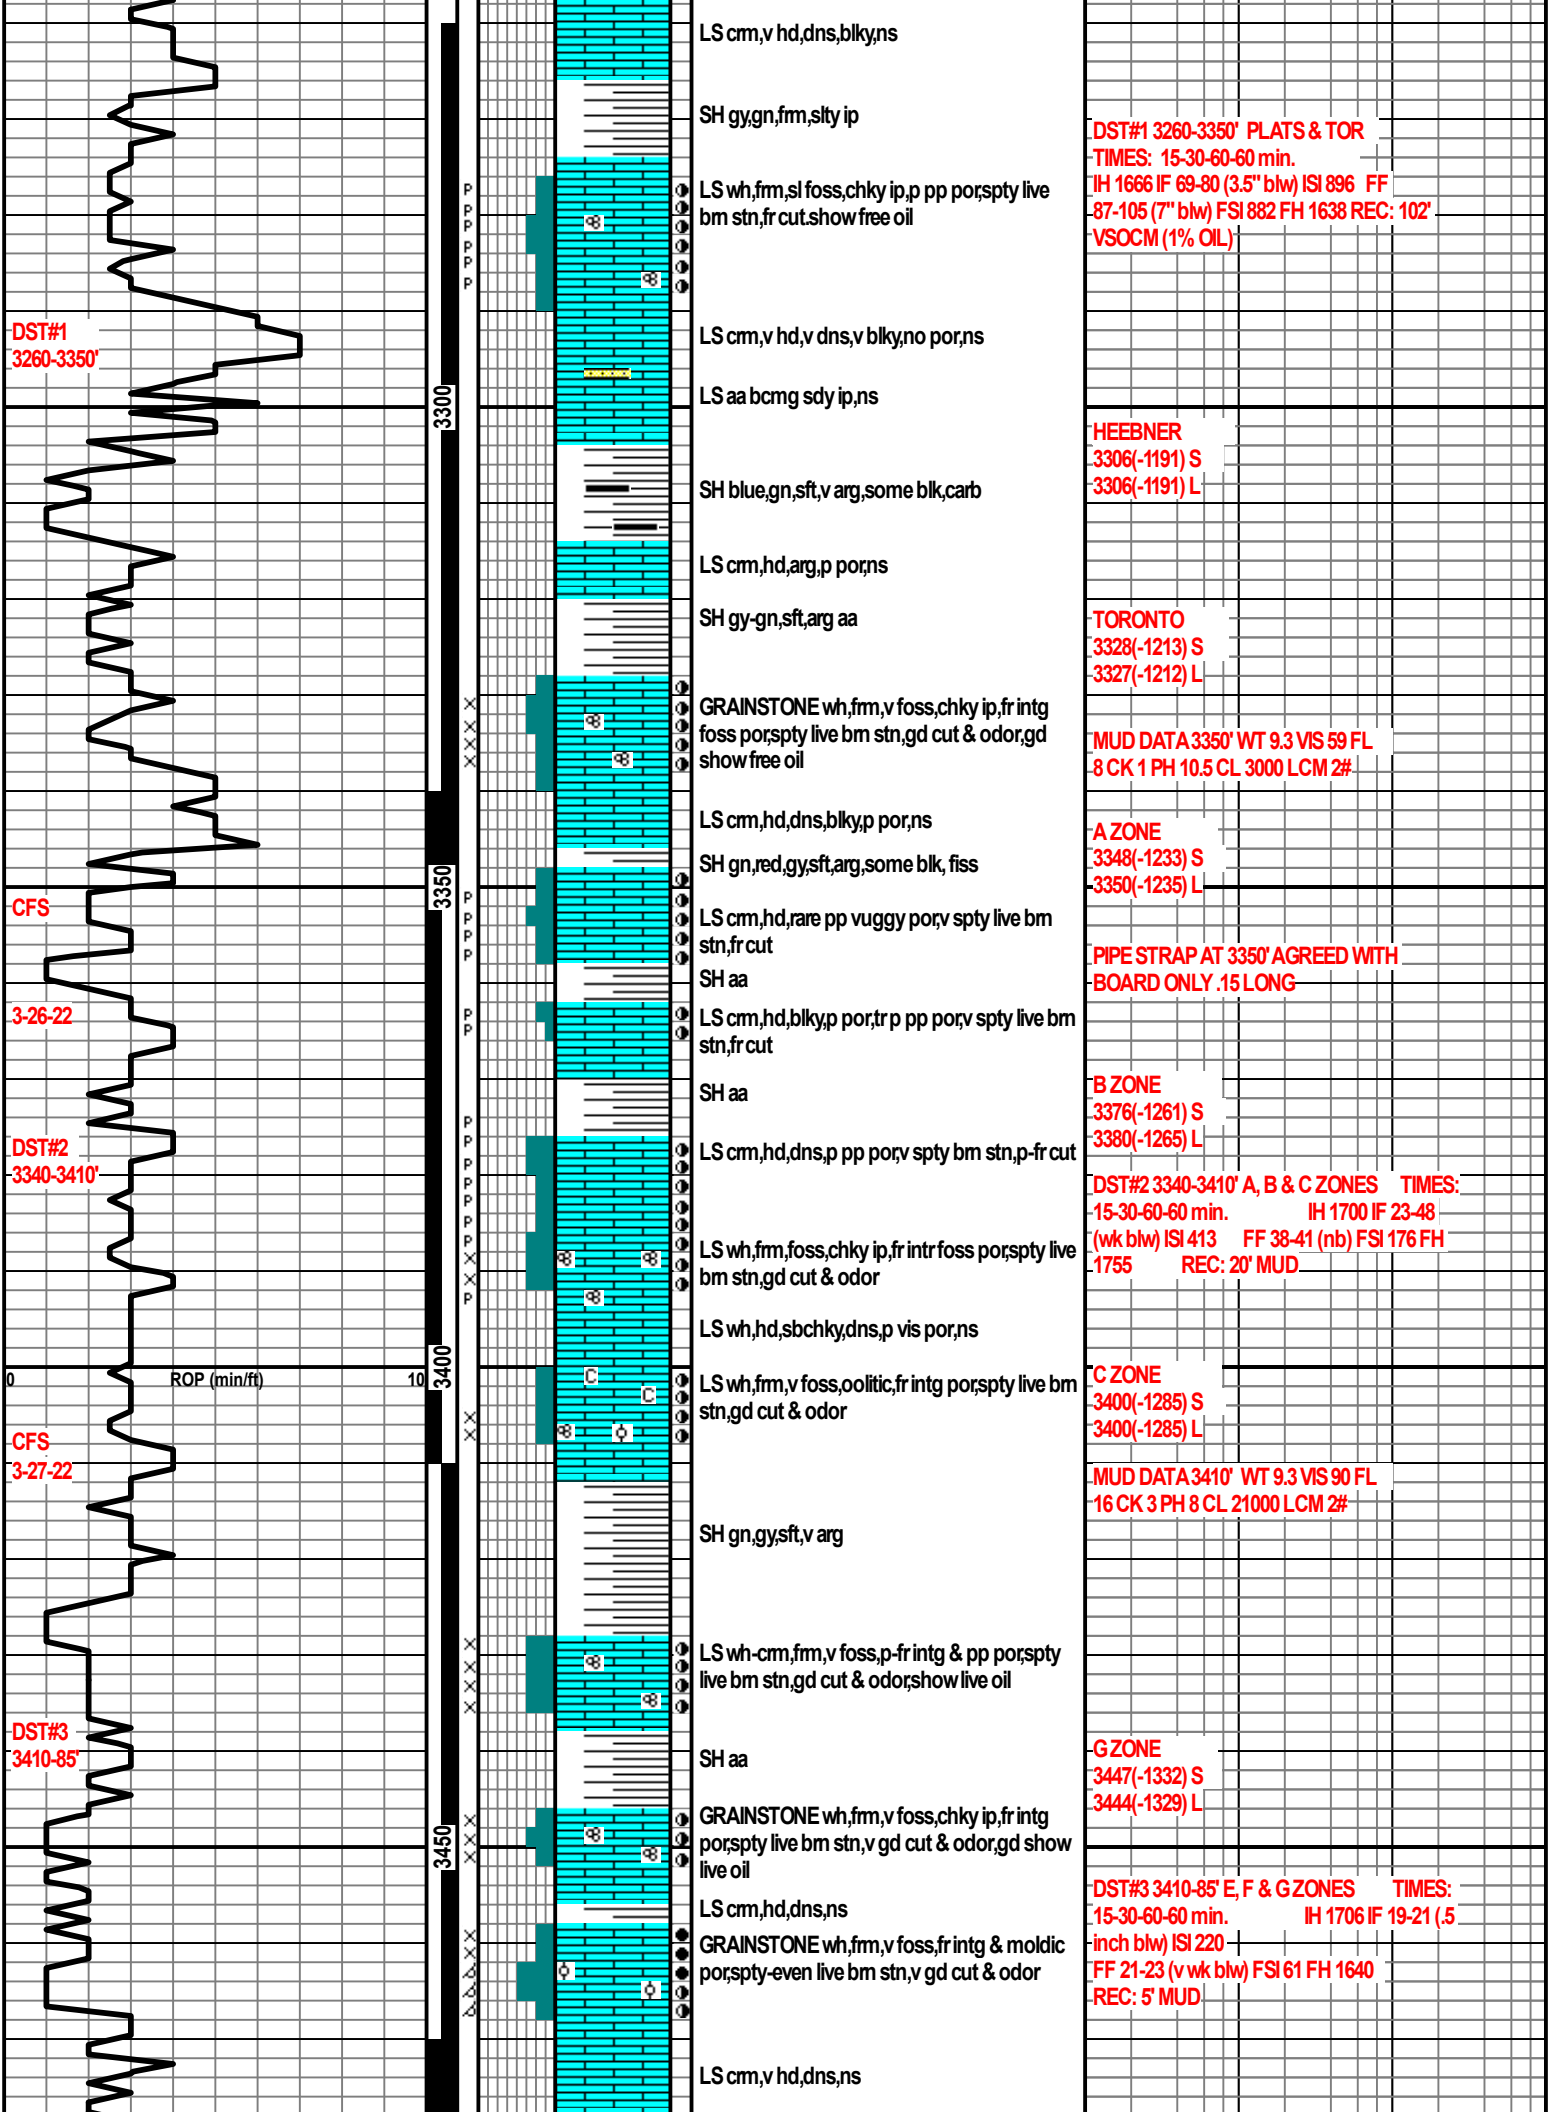 DST#1
3260-3350'
CFS
3-26-22
DST#2
3340-3410'
0 ROP (min/ft) 10
CFS
3-27-22
DST#3
3410-85'
3300
3350
3400
3450
LS crm,v hd,dns,blky,ns
SH gy,gn,frm,slty ip
LS wh,frm,sl foss,chky ip,p pp por,spty live
brn stn,fr cut.show free oil
LS crm,v hd,v dns,v blky,no por,ns
LS aa bcmg sdy ip,ns
SH blue,gn,sft,v arg,some blk,carb
LS crm,hd,arg,p por,ns
SH gy-gn,sft,arg aa
GRAINSTONE wh,frm,v foss,chky ip,fr intg
foss por,spty live brn stn,gd cut & odor,gd
show free oil
LS crm,hd,dns,blky,p por,ns
SH gn,red,gy,sft,arg,some blk, fiss
LS crm,hd,rare pp vuggy por,v spty live brn
stn,fr cut
SH aa
LS crm,hd,blky,p por,tr p pp por,v spty live brn
stn,fr cut
SH aa
LS crm,hd,dns,p pp por,v spty brn stn,p-fr cut
LS wh,frm,foss,chky ip,fr intr foss por,spty live
brn stn,gd cut & odor
LS wh,hd,sbchky,dns,p vis por,ns
LS wh,frm,v foss,oolitic,fr intg por,spty live brn
stn,gd cut & odor
SH gn,gy,sft,v arg
LS wh-crm,frm,v foss,p-fr intg & pp por,spty
live brn stn,gd cut & odor,show live oil
SH aa
GRAINSTONE wh,frm,v foss,chky ip,fr intg
por,spty live brn stn,v gd cut & odor,gd show
live oil
LS crm,hd,dns,ns
GRAINSTONE wh,frm,v foss,fr intg & moldic
por,spty-even live brn stn,v gd cut & odor
LS crm,v hd,dns,ns
DST#1 3260-3350' PLATS & TOR
TIMES: 15-30-60-60 min.
IH 1666 IF 69-80 (3.5" blw) ISI 896 FF
87-105 (7" blw) FSI 882 FH 1638 REC: 102'
VSOCM (1% OIL)
HEEBNER
3306(-1191) S
3306(-1191) L
TORONTO
3328(-1213) S
3327(-1212) L
MUD DATA 3350' WT 9.3 VIS 59 FL
8 CK 1 PH 10.5 CL 3000 LCM 2#
A ZONE
3348(-1233) S
3350(-1235) L
PIPE STRAP AT 3350' AGREED WITH
BOARD ONLY .15 LONG
B ZONE
3376(-1261) S
3380(-1265) L
DST#2 3340-3410' A, B & C ZONES TIMES:
15-30-60-60 min. IH 1700 IF 23-48
(wk blw) ISI 413 FF 38-41 (nb) FSI 176 FH
1755 REC: 20' MUD
C ZONE
3400(-1285) S
3400(-1285) L
MUD DATA 3410' WT 9.3 VIS 90 FL
16 CK 3 PH 8 CL 21000 LCM 2#
G ZONE
3447(-1332) S
3444(-1329) L
DST#3 3410-85' E, F & G ZONES TIMES:
15-30-60-60 min. IH 1706 IF 19-21 (.5
inch blw) ISI 220
FF 21-23 (v wk blw) FSI 61 FH 1640
REC: 5' MUD